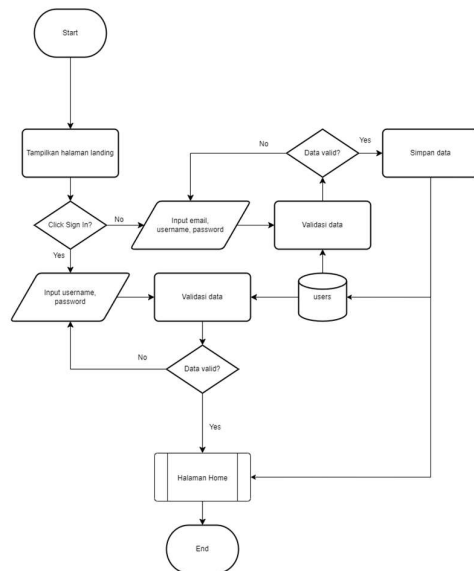 Start
Tampilkan halaman landing
No
Data valid?
Yes
Simpan data
Click Sign In?
No
Input email,
username, password
Validasi data
Yes
Input username,
password
Validasi data
users
No
Data valid?
Yes
Halaman Home
End